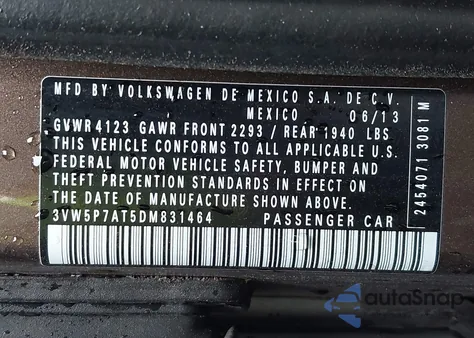 MFD BY VOLKSWAGEN DE MEXICO S.A. DE C.V.
MEXICO 06/13
GVWR 4123 GAWR FRONT 2293 / REAR 1940 LBS
THIS VEHICLE CONFORMS TO ALL APPLICABLE U.S.
FEDERAL MOTOR VEHICLE SAFETY, BUMPER AND
THEFT PREVENTION STANDARDS IN EFFECT ON
THE DATE OF MANUFACTURE SHOWN ABOVE.
3VW5P7AT5DM831464 PASSENGER CAR
2454071 3081 M
autoSnap